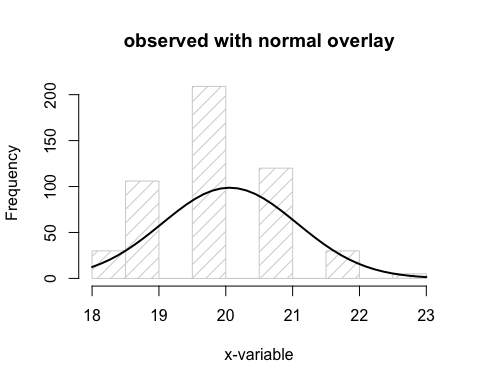 observed with normal overlay
Frequency
200
150
100
50
0
18 19 20 21 22 23
x-variable